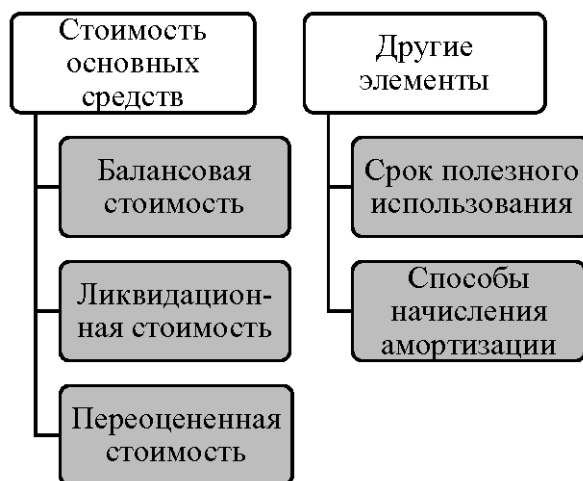 Стоимость
основных
средств
Балансовая
стоимость
Ликвидацион-
ная стоимость
Переоцененная
стоимость
Другие
элементы
Срок полезного
использования
Способы
начисления
амортизации